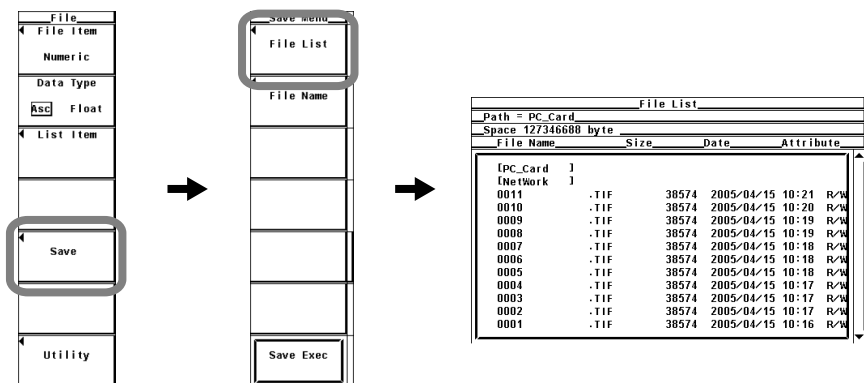 File
File Item
Numeric
Data Type
Asc Float
List Item
Save
Utility
Save Menu
File List
File Name
Save Exec
File List
Path = PC_Card
Space 127346688 byte
File Name Size Date Attribute
[PC_Card ]
[NetWork ]
0011 .TIF 38574 2005/04/15 10:21 R/W
0010 .TIF 38574 2005/04/15 10:20 R/W
0009 .TIF 38574 2005/04/15 10:19 R/W
0008 .TIF 38574 2005/04/15 10:19 R/W
0007 .TIF 38574 2005/04/15 10:18 R/W
0006 .TIF 38574 2005/04/15 10:18 R/W
0005 .TIF 38574 2005/04/15 10:18 R/W
0004 .TIF 38574 2005/04/15 10:17 R/W
0003 .TIF 38574 2005/04/15 10:17 R/W
0002 .TIF 38574 2005/04/15 10:17 R/W
0001 .TIF 38574 2005/04/15 10:16 R/W